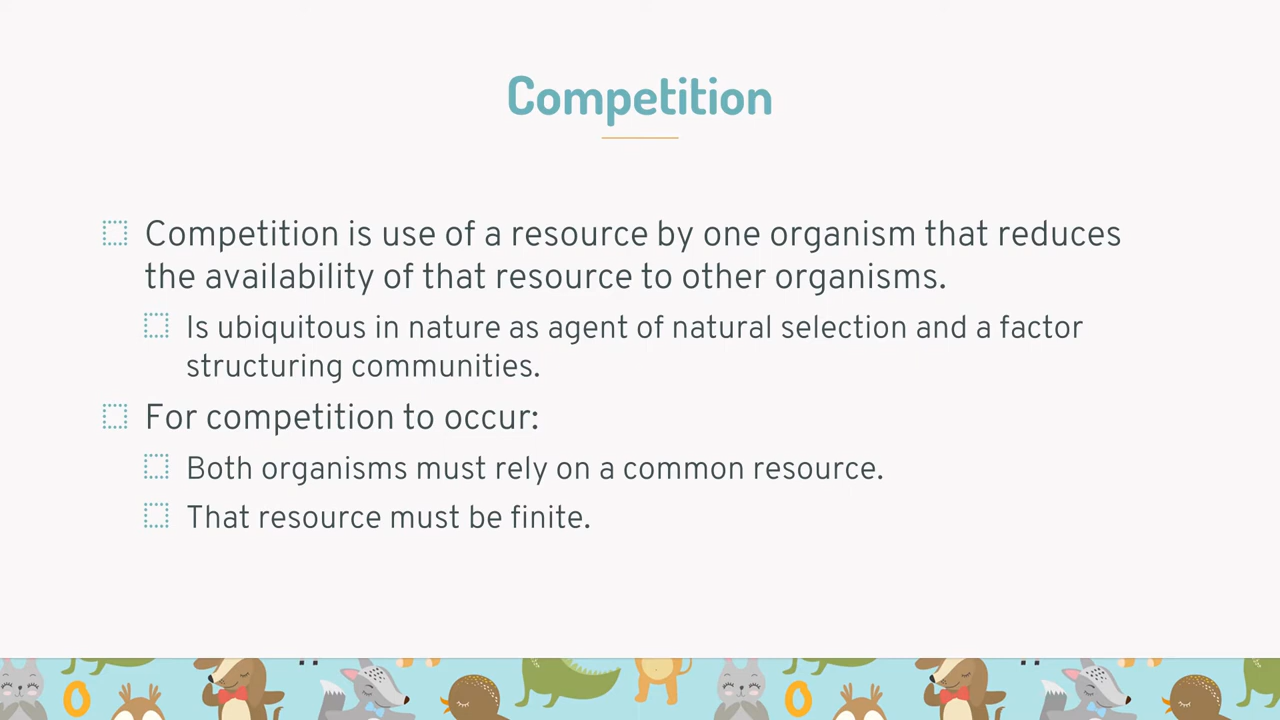 Competition
Competition is use of a resource by one organism that reduces
the availability of that resource to other organisms.
Is ubiquitous in nature as agent of natural selection and a factor
structuring communities.
For competition to occur:
Both organisms must rely on a common resource.
That resource must be finite.